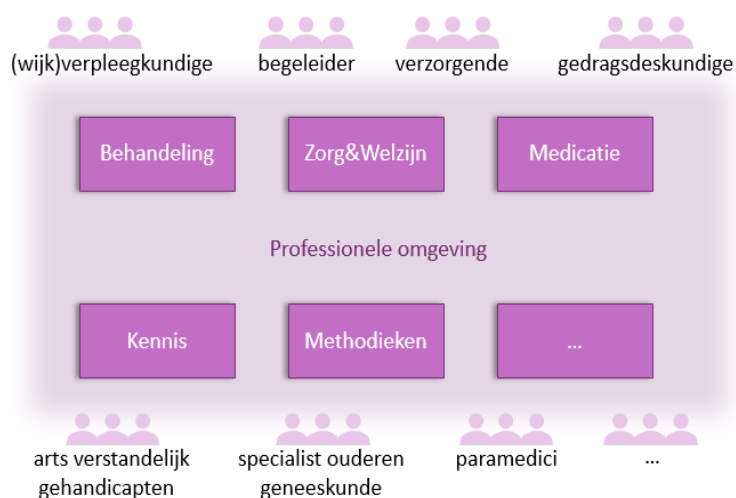 (wijk)verpleegkundige
begeleider
verzorgende
gedragsdeskundige
Behandeling
Zorg&Welzijn
Medicatie
Professionele omgeving
Kennis
Methodieken
...
arts verstandelijk
gehandicapten
specialist ouderen
geneeskunde
paramedici
...